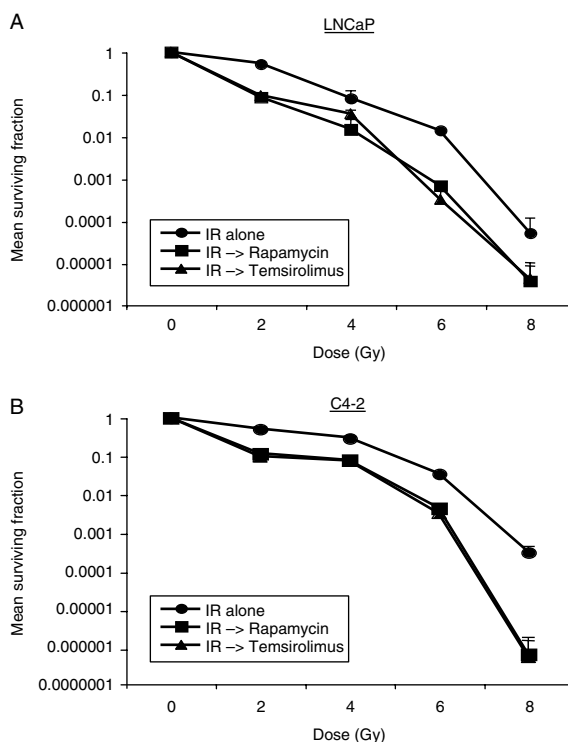 A
LNCaP
1
0.1
0.01
0.001
0.0001
0.00001
0.000001
Mean surviving fraction
IR alone
IR –> Rapamycin
IR –> Temsirolimus
0 2 4 6 8
Dose (Gy)
B
C4-2
1
0.1
0.01
0.001
0.0001
0.00001
0.000001
0.0000001
Mean surviving fraction
IR alone
IR –> Rapamycin
IR –> Temsirolimus
0 2 4 6 8
Dose (Gy)